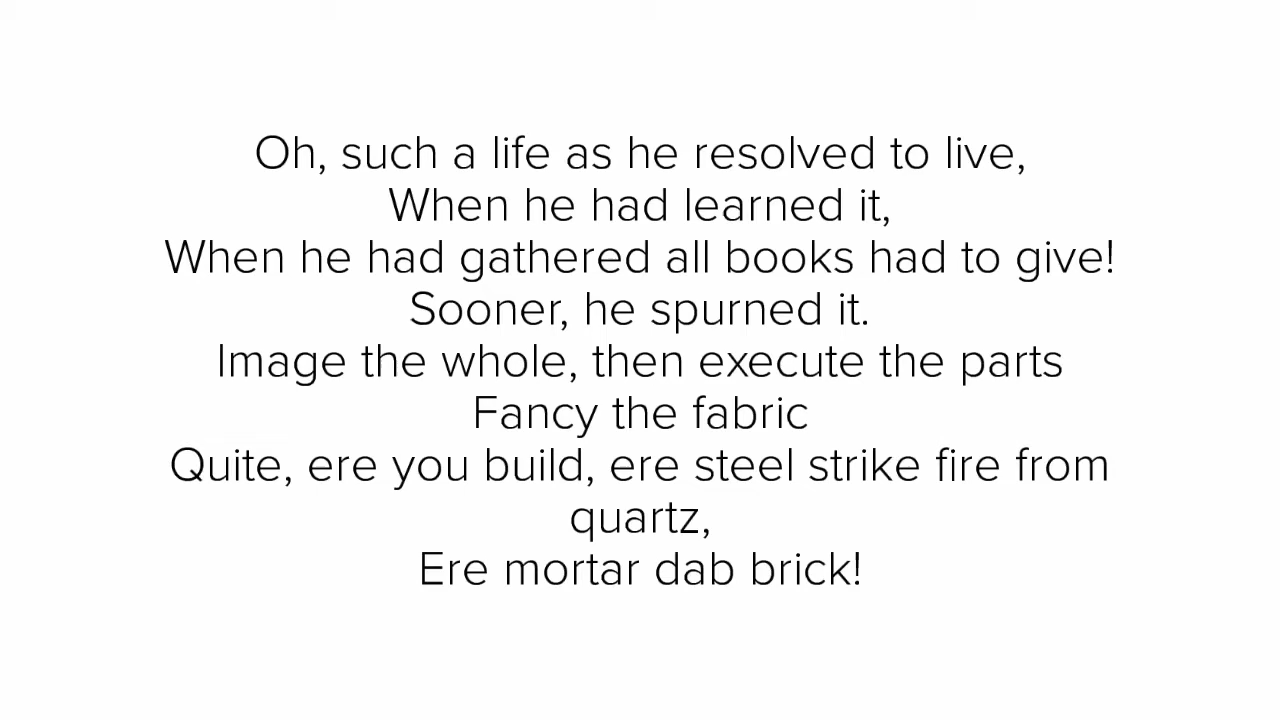 Oh, such a life as he resolved to live,
When he had learned it,
When he had gathered all books had to give!
Sooner, he spurned it.
Image the whole, then execute the parts
Fancy the fabric
Quite, ere you build, ere steel strike fire from
quartz,
Ere mortar dab brick!